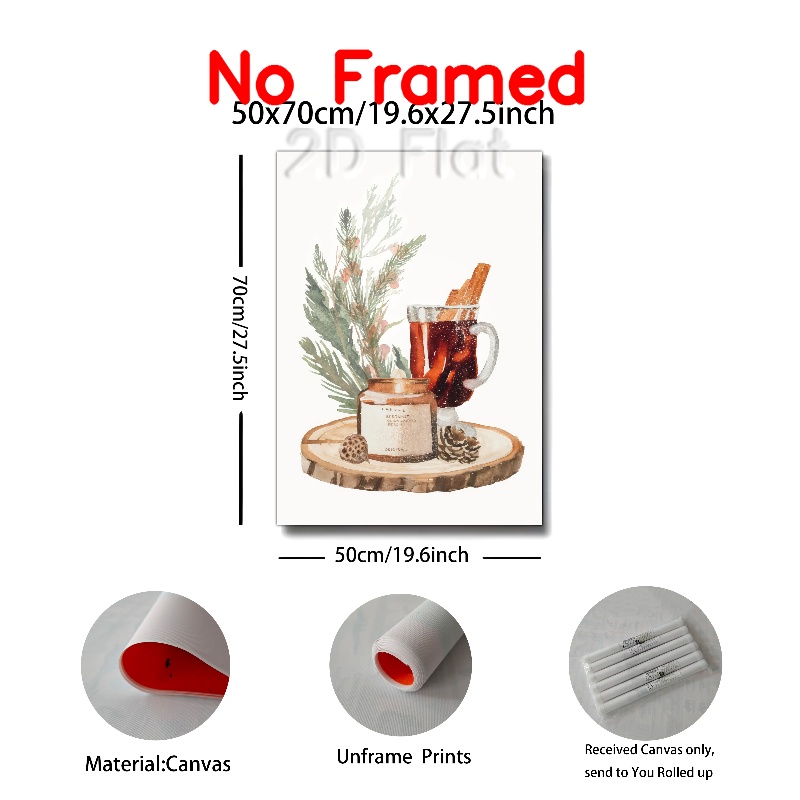 No Framed
50x70cm/19.6x27.5inch
2D Flat
70cm/27.5inch
50cm/19.6inch
Material:Canvas
Unframe Prints
Received Canvas only,
send to You Rolled up